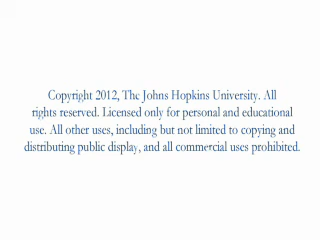 Copyright 2012, The Johns Hopkins University. All
rights reserved. Licensed only for personal and educational
use. All other uses, including but not limited to copying and
distributing public display, and all commercial uses prohibited.